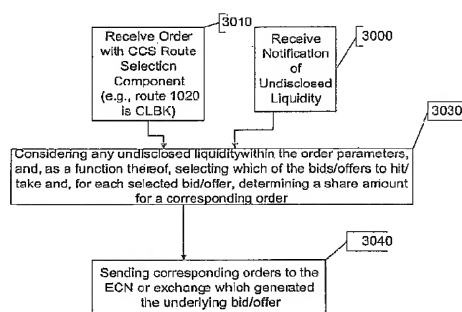 3010
Receive Order
with CCS Route
Selection
Component
(e.g., route 1020
is CLBK)
3000
Receive
Notification
of
Undisclosed
Liquidity
3030
Considering any undisclosed liquiditywithin the order parameters,
and, as a function thereof, selecting which of the bids/offers to hit/
take and, for each selected bid/offer, determining a share amount
for a corresponding order
3040
Sending corresponding orders to the
ECN or exchange which generated
the underlying bid/offer